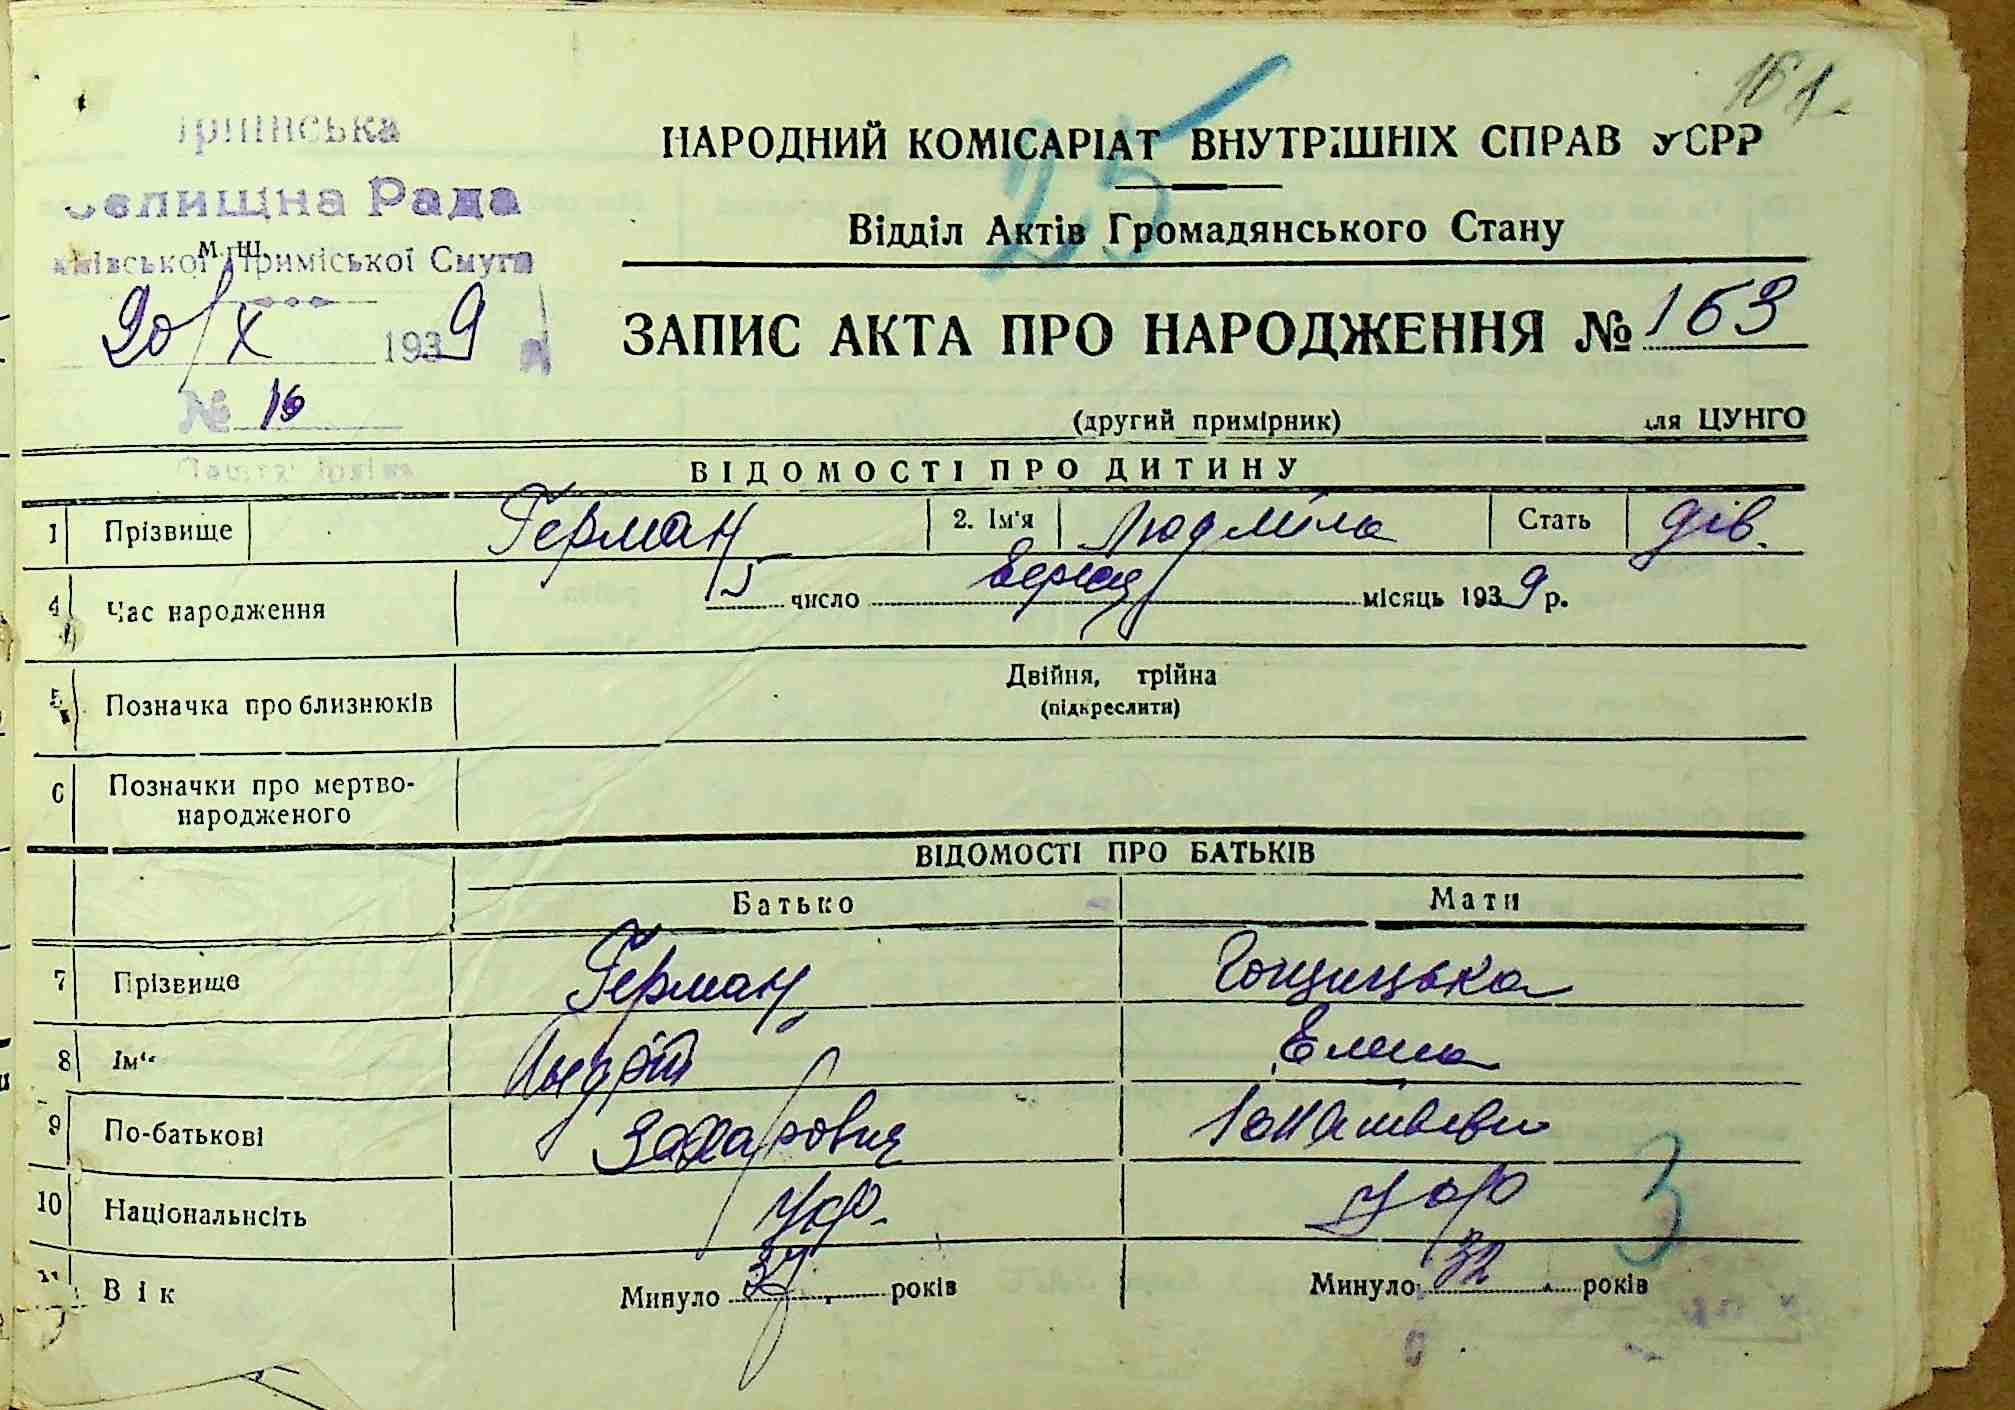 161
Ірпінська
Селищна Рада
Київської Приміської Смуги
М. Ш.
20/X 1939
№ 16
25
НАРОДНИЙ КОМІСАРІАТ ВНУТРІШНІХ СПРАВ УСРР
Відділ Актів Громадянського Стану
ЗАПИС АКТА ПРО НАРОДЖЕННЯ № 163
(другий примірник) для ЦУНГО
ВІДОМОСТІ ПРО ДИТИНУ
1 Прізвище Герман 2. Ім'я Людміла Стать дів.
4 Час народження 5 число місяць 1939 р.
5 Позначка про близнюків Двійня, трійна
(підкреслити)
6 Позначки про мертво-
народженого
ВІДОМОСТІ ПРО БАТЬКІВ
Батько Мати
7 Прізвище Герман Гощицька
8 Ім'я Андрій Елена
9 По-батькові Захарович
10 Національність Укр. Укр
3
11 Вік Минуло 37 років Минуло 32 років